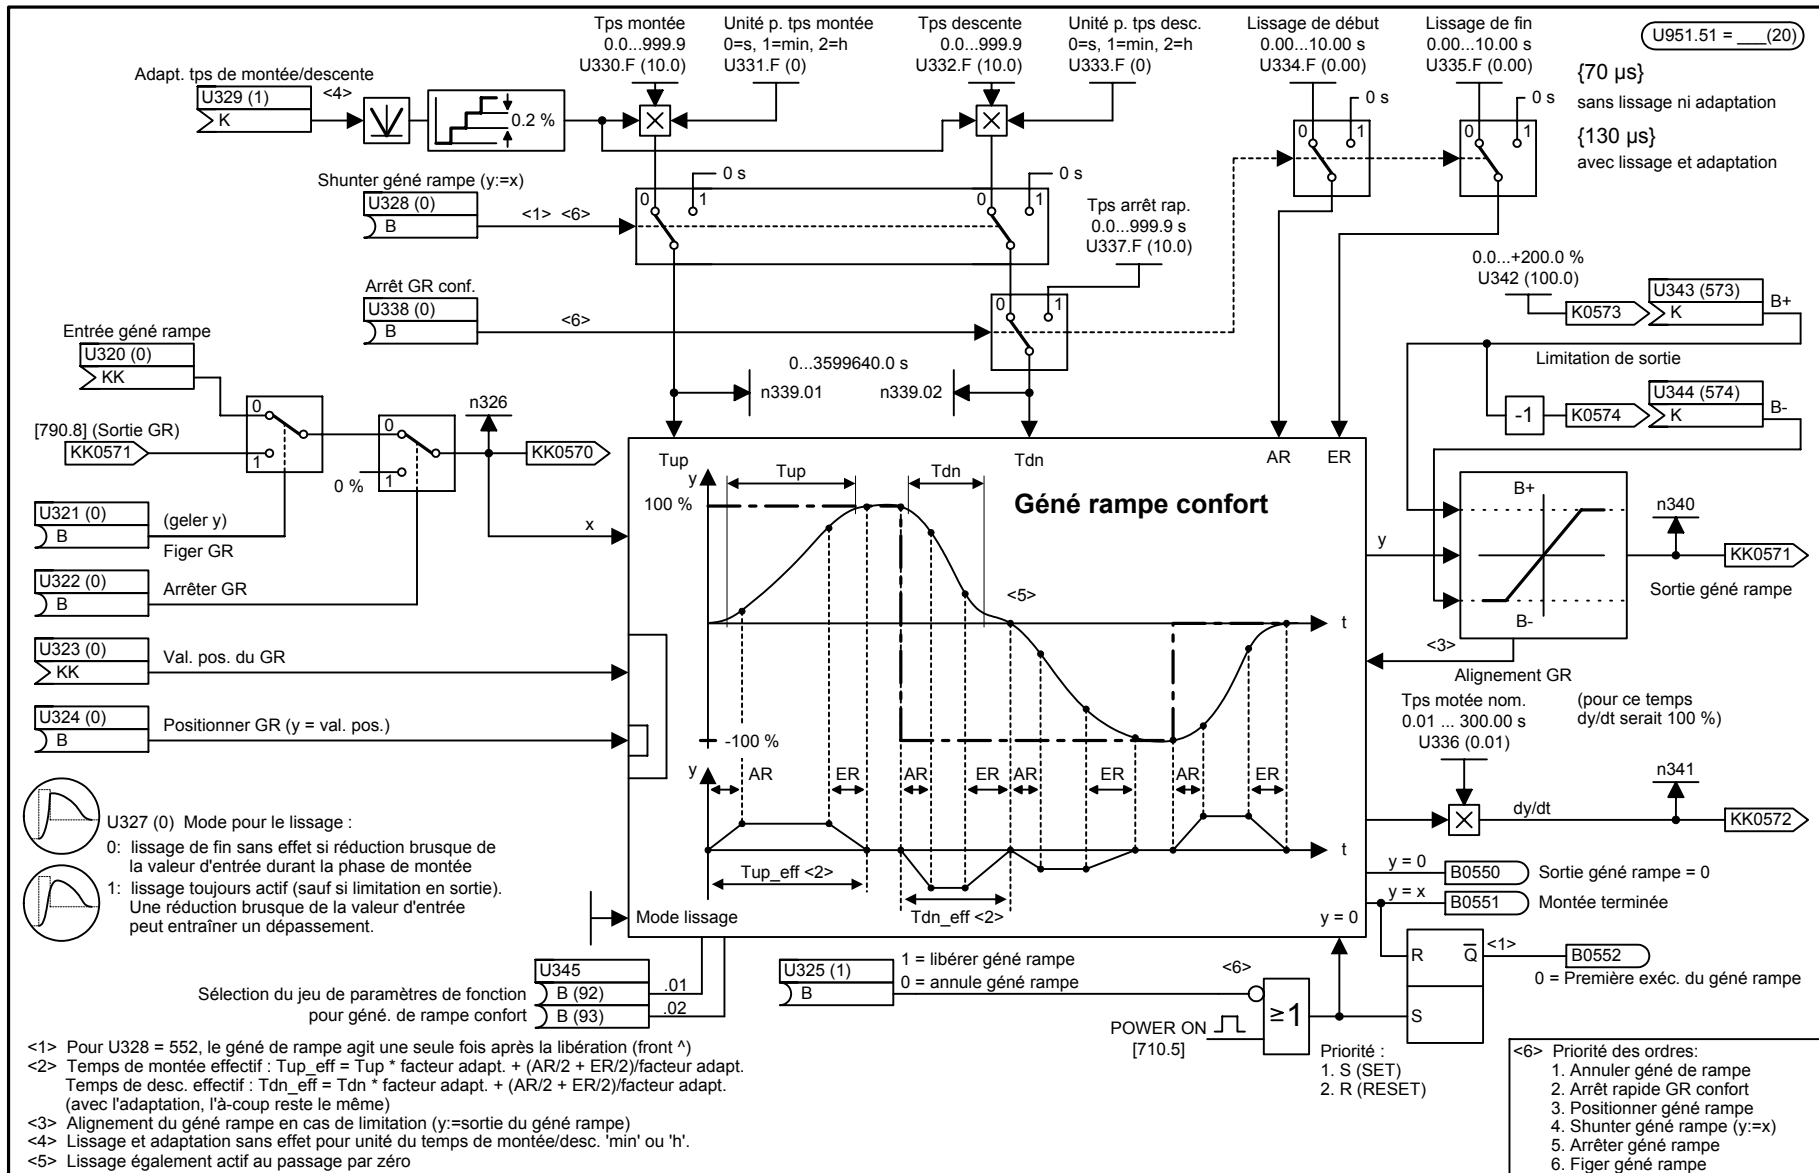 Tps montée
0.0...999.9
U330.F (10.0)
Unité p. tps montée
0=s, 1=min, 2=h
U331.F (0)
Tps descente
0.0...999.9
U332.F (10.0)
Unité p. tps desc.
0=s, 1=min, 2=h
U333.F (0)
Lissage de début
0.00...10.00 s
U334.F (0.00)
Lissage de fin
0.00...10.00 s
U335.F (0.00)
U951.51 = ___(20)
{70 µs}
sans lissage ni adaptation
{130 µs}
avec lissage et adaptation
Adapt. tps de montée/descente
U329 (1)
K
<4>
0.2 %
0 s
0 s
0 1
0 1
Shunter géné rampe (y:=x)
U328 (0)
B
<1> <6>
0 s
0 s
0 1
0 1
Tps arrêt rap.
0.0...999.9 s
U337.F (10.0)
0 1
Arrêt GR conf.
U338 (0)
B
<6>
0.0...+200.0 %
U342 (100.0)
K0573
U343 (573)
K
B+
Limitation de sortie
-1
K0574
U344 (574)
K
B-
Entrée géné rampe
U320 (0)
KK
[790.8] (Sortie GR)
KK0571
0
1
0
1
0 %
n326
KK0570
0...3599640.0 s
n339.01
n339.02
U321 (0)
B
(geler y)
Figer GR
U322 (0)
B
Arrêter GR
x
U323 (0)
KK
Val. pos. du GR
U324 (0)
B
Positionner GR (y = val. pos.)
Tup
Tdn
AR
ER
y
Tup
Tdn
100 %
Géné rampe confort
<5>
t
-100 %
y
AR
ER
AR
ER
AR
ER
AR
ER
t
Tup_eff <2>
Tdn_eff <2>
Mode lissage
y = 0
y
B+
B-
n340
KK0571
Sortie géné rampe
<3>
Alignement GR
Tps motée nom.
0.01 ... 300.00 s
U336 (0.01)
(pour ce temps
dy/dt serait 100 %)
dy/dt
n341
KK0572
y = 0
B0550
Sortie géné rampe = 0
y = x
B0551
Montée terminée
R
Q
S
<1>
B0552
0 = Première exéc. du géné rampe
U327 (0) Mode pour le lissage :
0: lissage de fin sans effet si réduction brusque de
la valeur d'entrée durant la phase de montée
1: lissage toujours actif (sauf si limitation en sortie).
Une réduction brusque de la valeur d'entrée
peut entraîner un dépassement.
Sélection du jeu de paramètres de fonction
pour géné. de rampe confort
U345
B (92)
B (93)
.01
.02
U325 (1)
B
1 = libérer géné rampe
0 = annule géné rampe
<6>
≥1
POWER ON
[710.5]
Priorité :
1. S (SET)
2. R (RESET)
<1> Pour U328 = 552, le géné de rampe agit une seule fois après la libération (front ^)
<2> Temps de montée effectif : Tup_eff = Tup * facteur adapt. + (AR/2 + ER/2)/facteur adapt.
Temps de desc. effectif : Tdn_eff = Tdn * facteur adapt. + (AR/2 + ER/2)/facteur adapt.
(avec l'adaptation, l'à-coup reste le même)
<3> Alignement du géné rampe en cas de limitation (y:=sortie du géné rampe)
<4> Lissage et adaptation sans effet pour unité du temps de montée/desc. 'min' ou 'h'.
<5> Lissage également actif au passage par zéro
<6> Priorité des ordres:
1. Annuler géné de rampe
2. Arrêt rapide GR confort
3. Positionner géné rampe
4. Shunter géné rampe (y:=x)
5. Arrêter géné rampe
6. Figer géné rampe